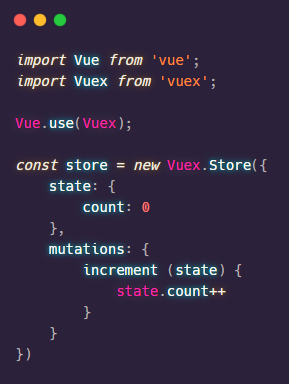 import Vue from 'vue';
import Vuex from 'vuex';

Vue.use(Vuex);

const store = new Vuex.Store({
    state: {
        count: 0
    },
    mutations: {
        increment (state) {
            state.count++
        }
    }
})